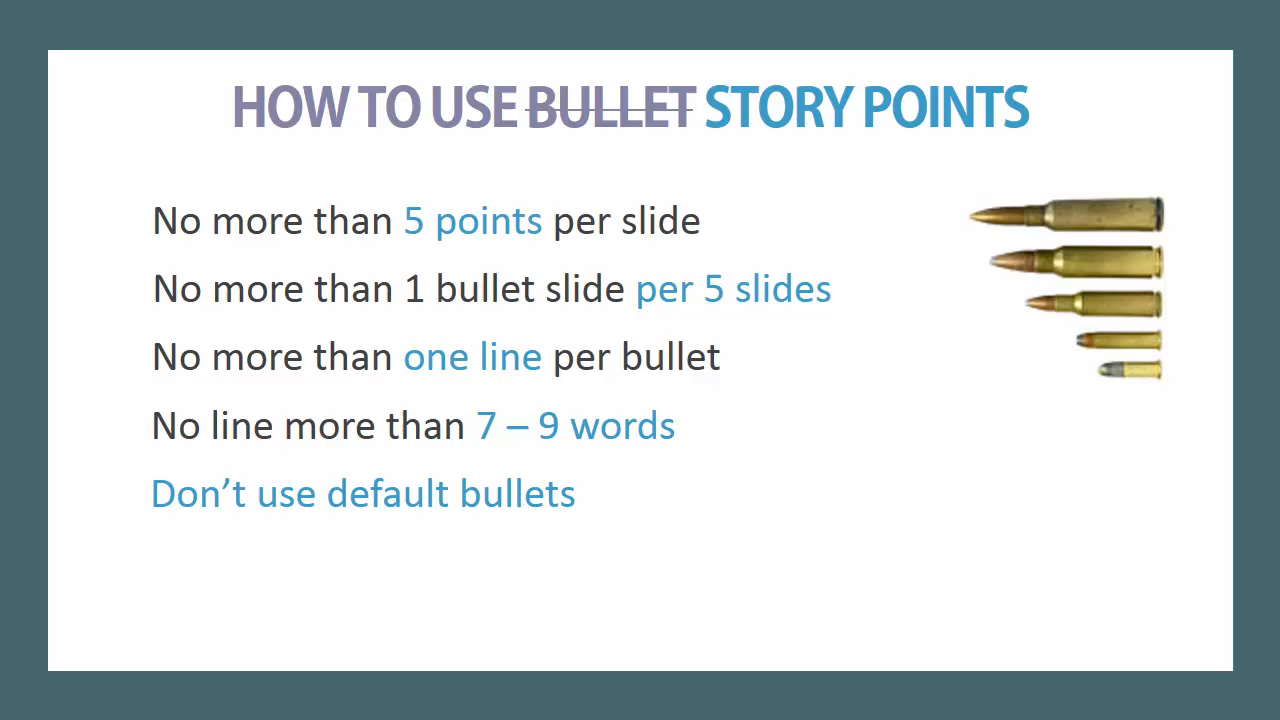 HOW TO USE BULLET STORY POINTS
No more than 5 points per slide
No more than 1 bullet slide per 5 slides
No more than one line per bullet
No line more than 7 – 9 words
Don’t use default bullets